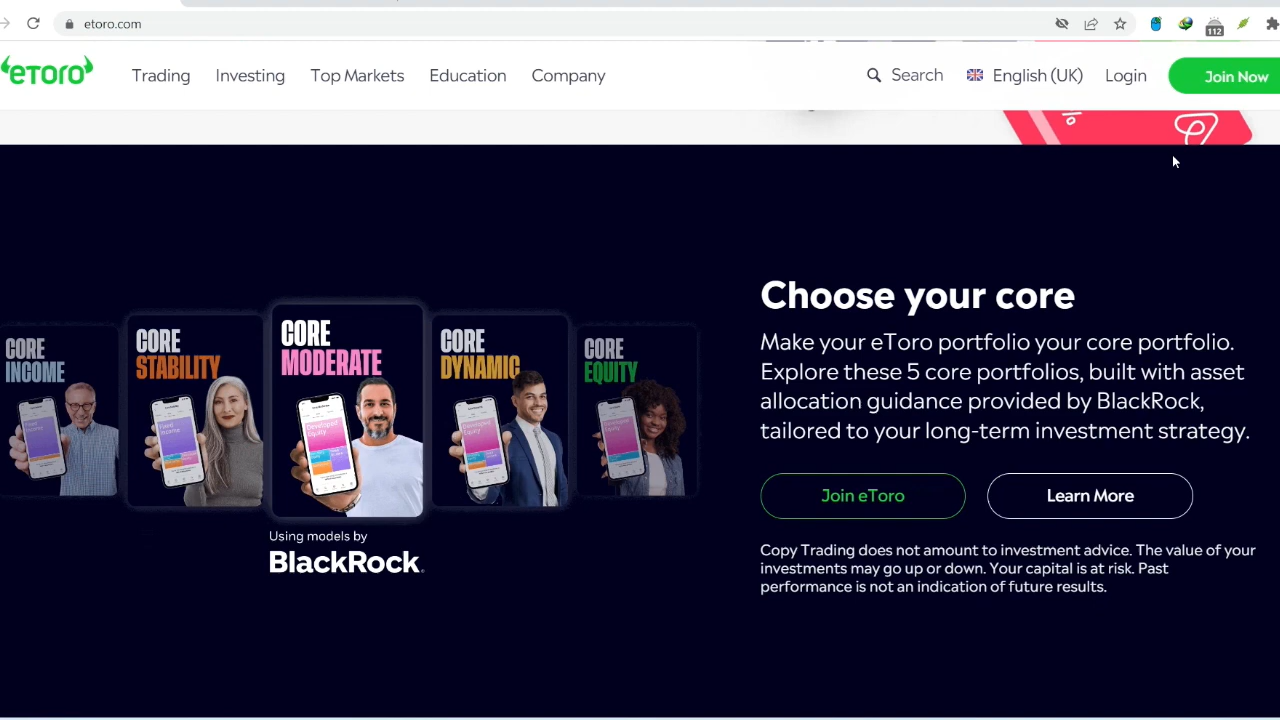 etoro.com
112
eToro
Trading
Investing
Top Markets
Education
Company
Search
English (UK)
Login
Join Now
%
CORE
INCOME
CORE
STABILITY
CORE
MODERATE
CORE
DYNAMIC
CORE
EQUITY
Fixed
Income
Developed
Equity
Using models by
BlackRock.
Choose your core
Make your eToro portfolio your core portfolio.
Explore these 5 core portfolios, built with asset
allocation guidance provided by BlackRock,
tailored to your long-term investment strategy.
Join eToro
Learn More
Copy Trading does not amount to investment advice. The value of your
investments may go up or down. Your capital is at risk. Past
performance is not an indication of future results.